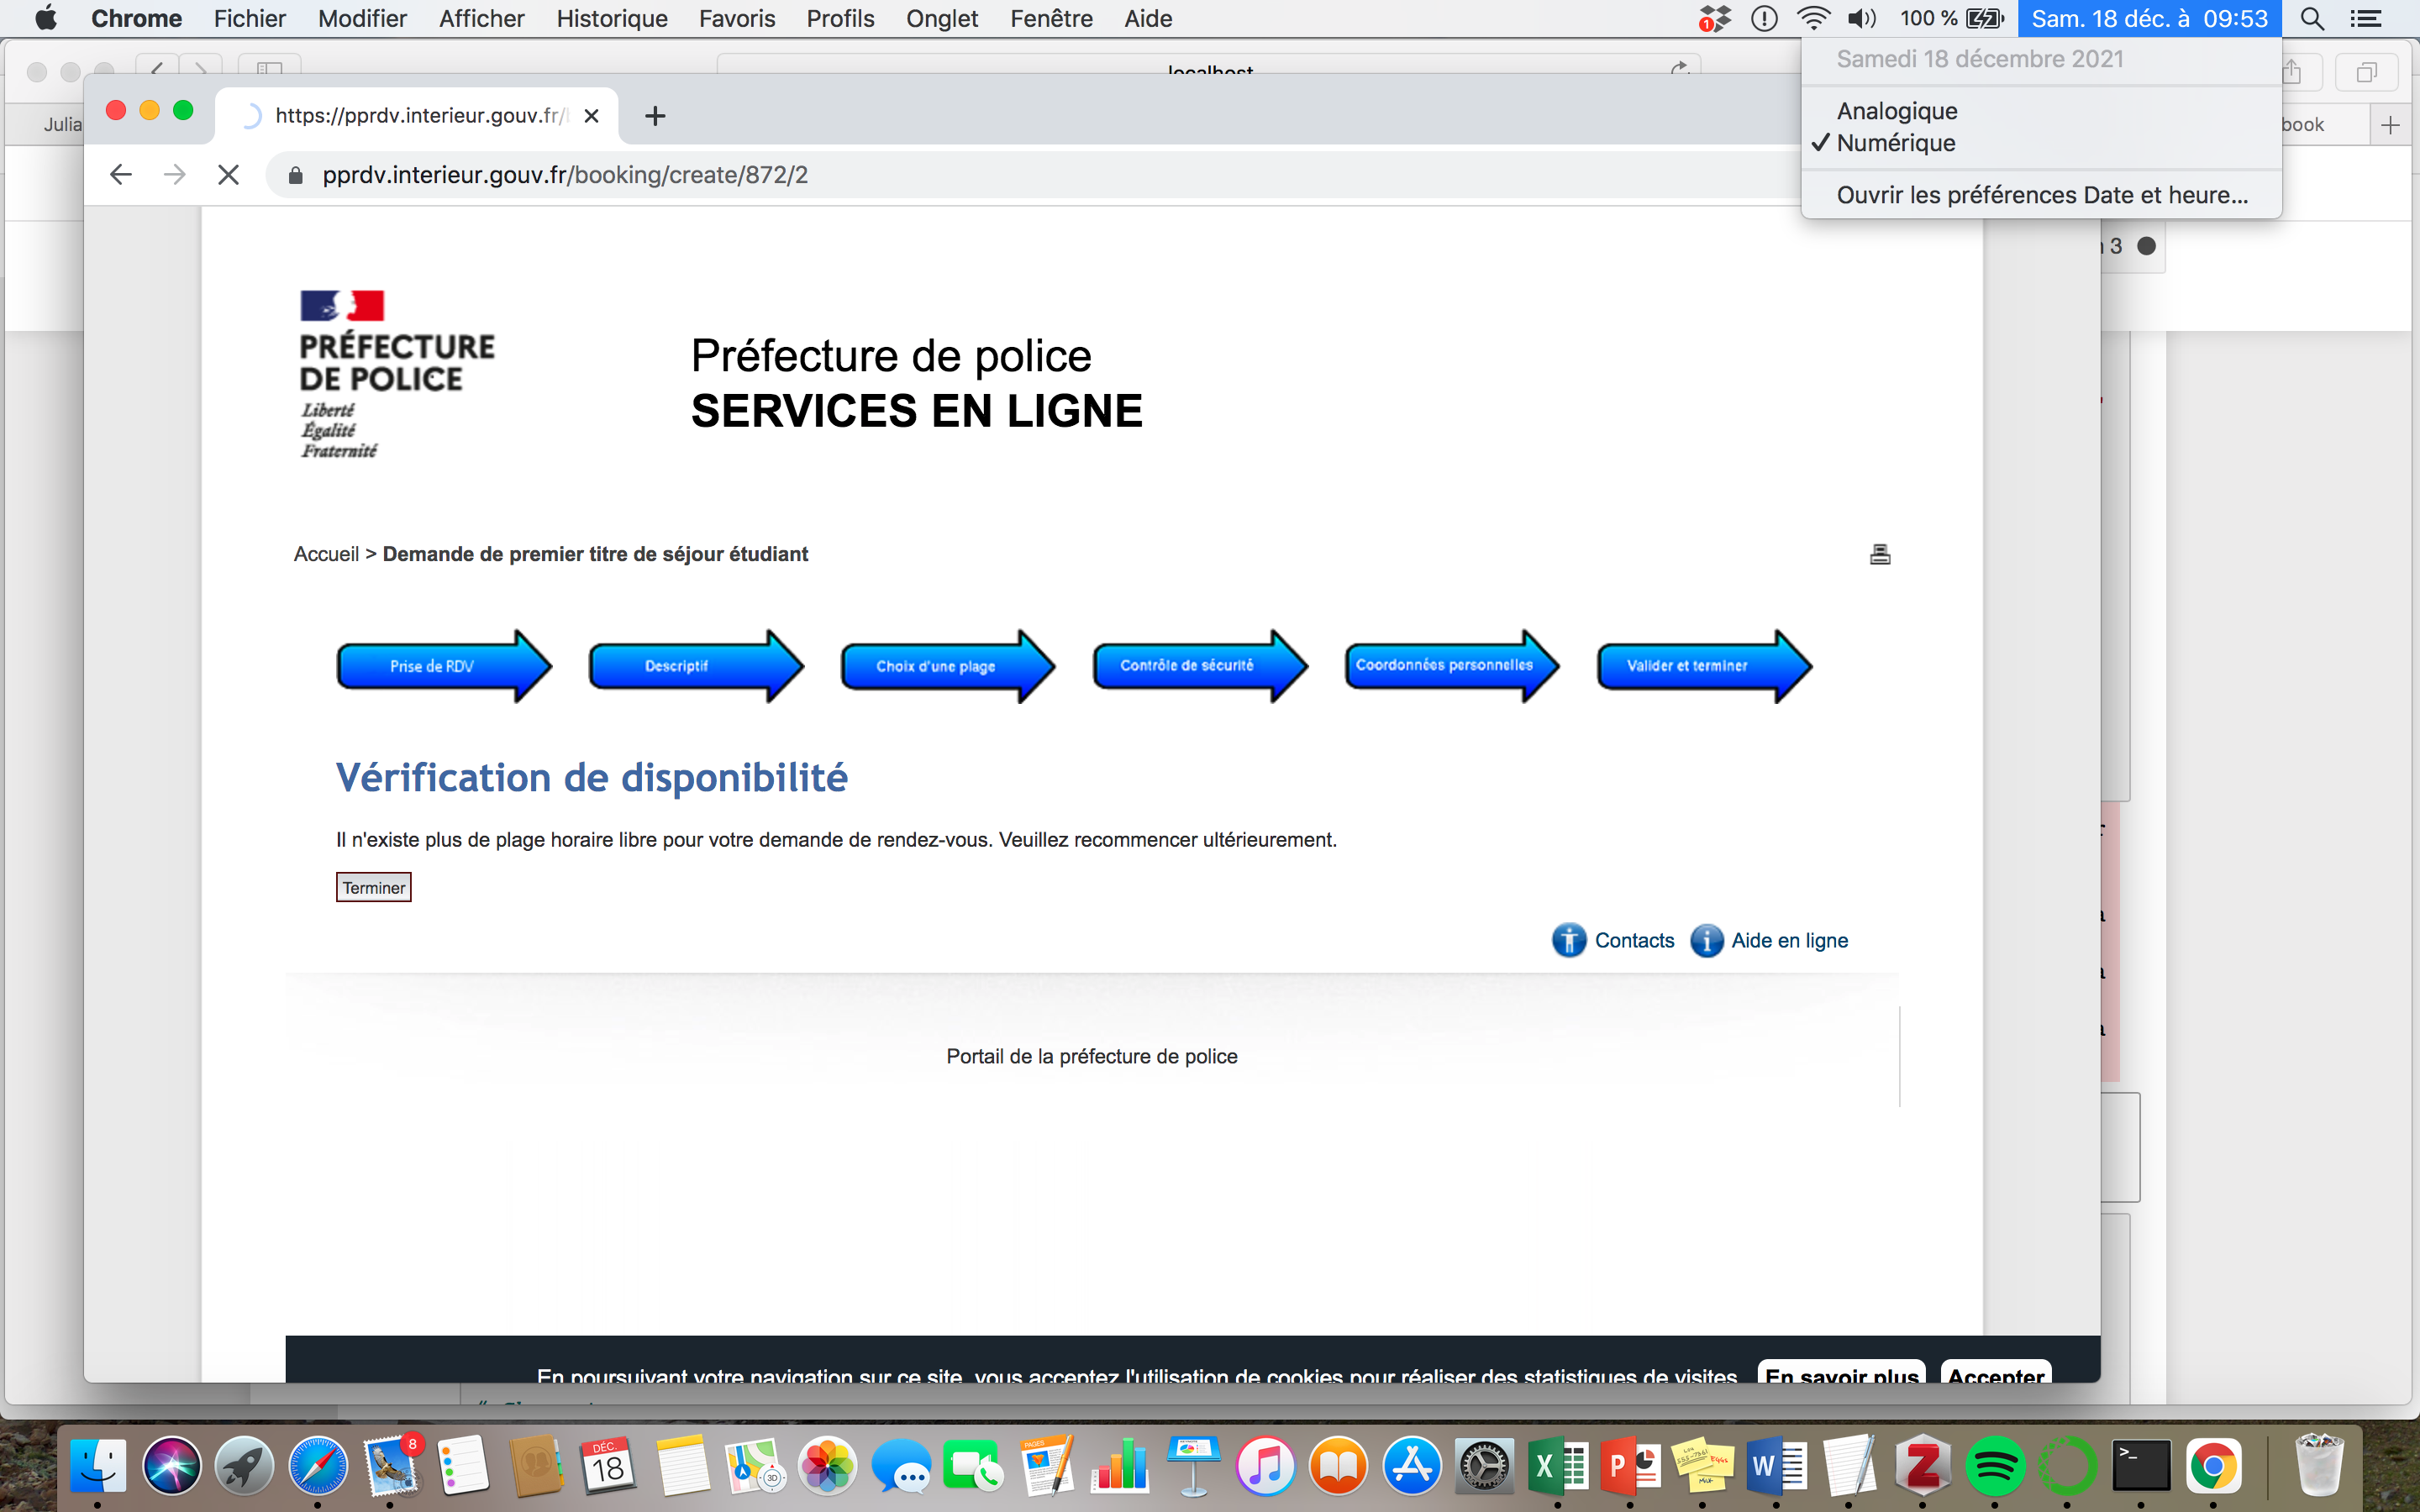 Chrome Fichier Modifier Afficher Historique Favoris Profils Onglet Fenêtre Aide
1 100 % Sam. 18 déc. à 09:53
Samedi 18 décembre 2021
Analogique
✓ Numérique
Ouvrir les préférences Date et heure...
localhost
Julia
book
https://pprdv.interieur.gouv.fr/
pprdv.interieur.gouv.fr/booking/create/872/2
3
PRÉFECTURE
DE POLICE
Liberté
Égalité
Fraternité
Préfecture de police
SERVICES EN LIGNE
Accueil > Demande de premier titre de séjour étudiant
Prise de RDV
Descriptif
Choix d'une plage
Contrôle de sécurité
Coordonnées personnelles
Valider et terminer
Vérification de disponibilité
Il n'existe plus de plage horaire libre pour votre demande de rendez-vous. Veuillez recommencer ultérieurement.
Terminer
Contacts Aide en ligne
Portail de la préfecture de police
En poursuivant votre navigation sur ce site, vous acceptez l'utilisation de cookies pour réaliser des statistiques de visites En savoir plus Accepter
8
DÉC.
18
3D
PAGES
X
P
W
Z
>_